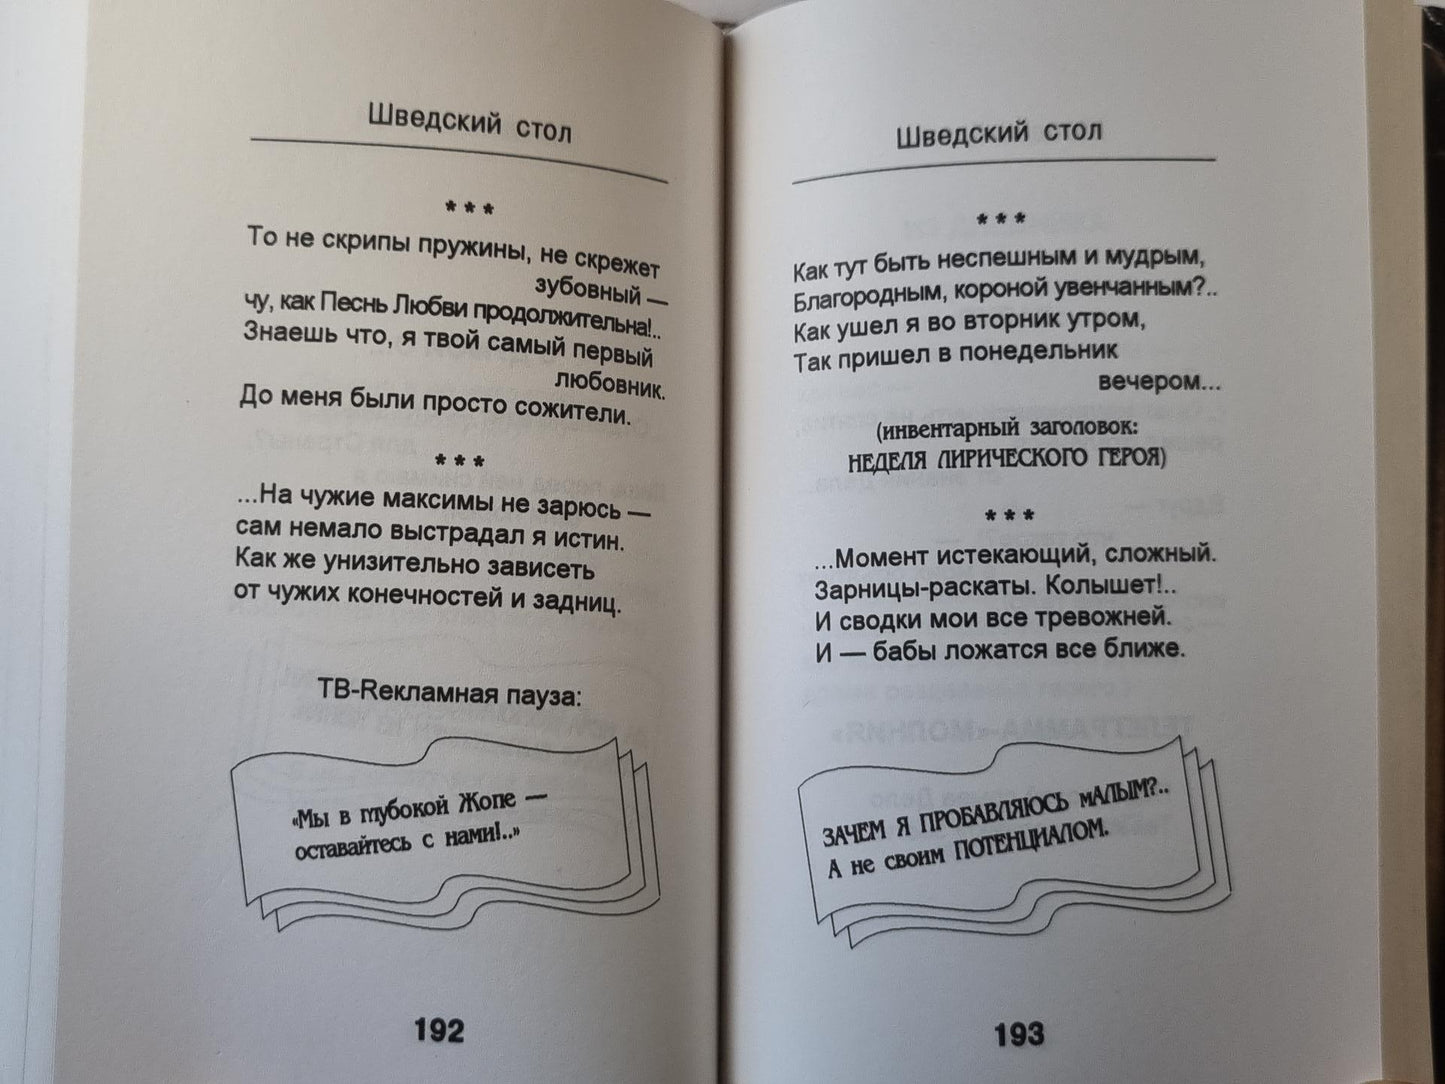 Шведский стол
* * *
То не скрипы пружины, не скрежет
зубовный —
чу, как Песнь Любви продолжительна!..
Знаешь что, я твой самый первый
любовник.
До меня были просто сожители.
* * *
...На чужие максимы не зарюсь —
сам немало выстрадал я истин.
Как же унизительно зависеть
от чужих конечностей и задниц.
ТВ-Rекламная пауза:
«Мы в глубокой Жопе —
оставайтесь с нами!..»
192
Шведский стол
* * *
Как тут быть неспешным и мудрым,
Благородным, короной увенчанным?..
Как ушел я во вторник утром,
Так пришел в понедельник
вечером...
(инвентарный заголовок:
НЕДЕЛЯ ЛИРИЧЕСКОГО ГЕРОЯ)
* * *
...Момент истекающий, сложный.
Зарницы-раскаты. Колышет!..
И сводки мои все тревожней.
И — бабы ложатся все ближе.
ЗАЧЕМ Я ПРОБАВЛЯЮСЬ МАЛЫМ?..
А не своим ПОТЕНЦИАЛОМ.
193